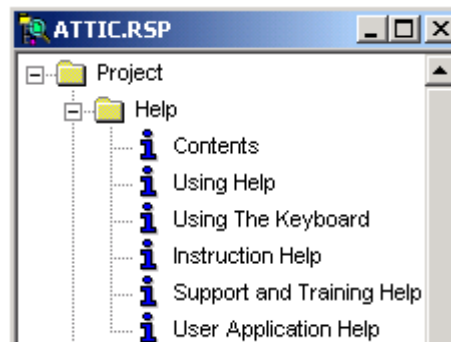 ATTIC.RSP
Project
Help
Contents
Using Help
Using The Keyboard
Instruction Help
Support and Training Help
User Application Help